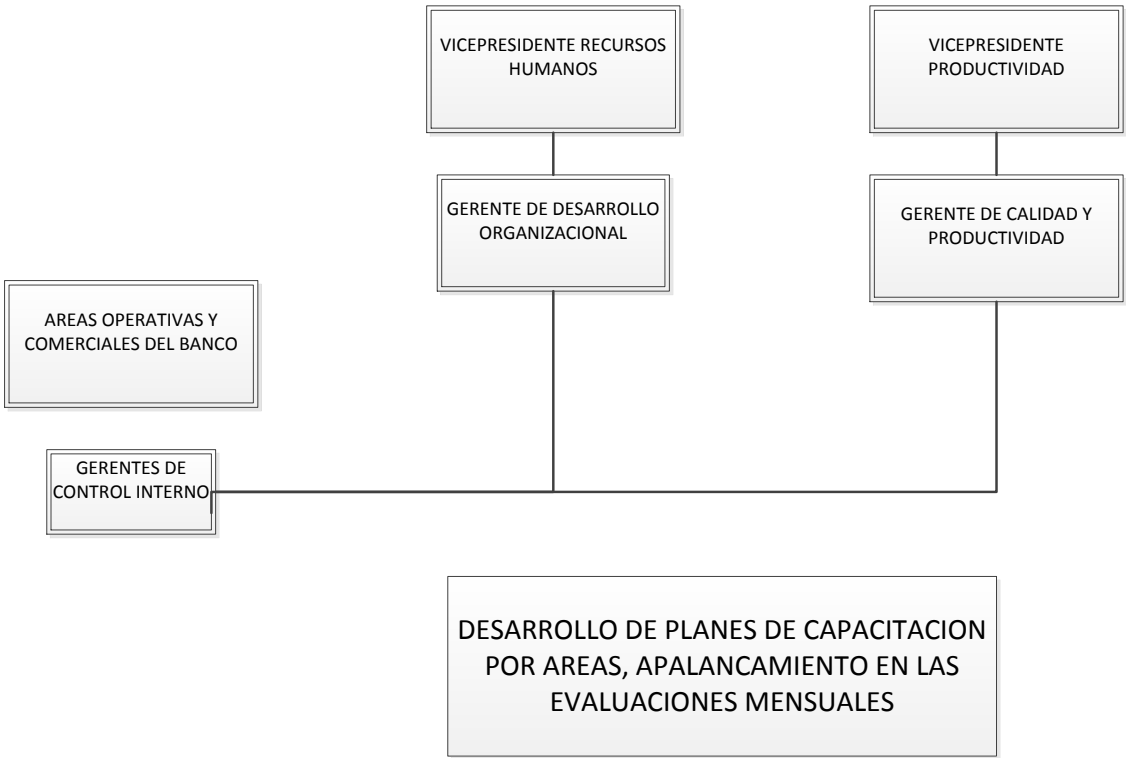 VICEPRESIDENTE RECURSOS
HUMANOS
VICEPRESIDENTE
PRODUCTIVIDAD
GERENTE DE DESARROLLO
ORGANIZACIONAL
GERENTE DE CALIDAD Y
PRODUCTIVIDAD
AREAS OPERATIVAS Y
COMERCIALES DEL BANCO
GERENTES DE
CONTROL INTERNO
DESARROLLO DE PLANES DE CAPACITACION
POR AREAS, APALANCAMIENTO EN LAS
EVALUACIONES MENSUALES